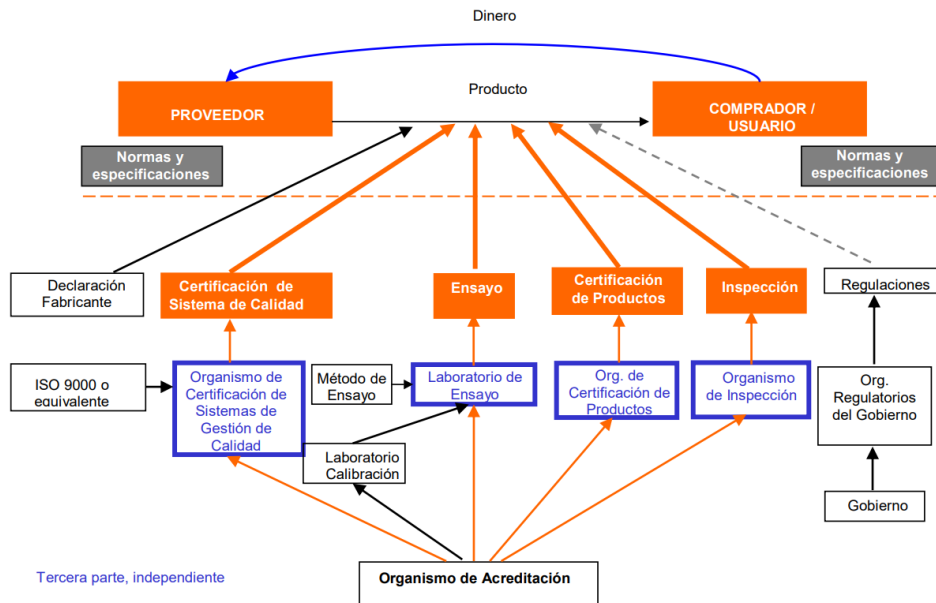 Dinero
Producto
PROVEEDOR
COMPRADOR /
USUARIO
Normas y
especificaciones
Normas y
especificaciones
Declaración
Fabricante
Certificación de
Sistema de Calidad
Ensayo
Certificación
de Productos
Inspección
Regulaciones
ISO 9000 o
equivalente
Organismo de
Certificación de
Sistemas de
Gestión de
Calidad
Método de
Ensayo
Laboratorio de
Ensayo
Org. de
Certificación de
Productos
Organismo
de Inspección
Org.
Regulatorios
del Gobierno
Laboratorio
Calibración
Gobierno
Tercera parte, independiente
Organismo de Acreditación